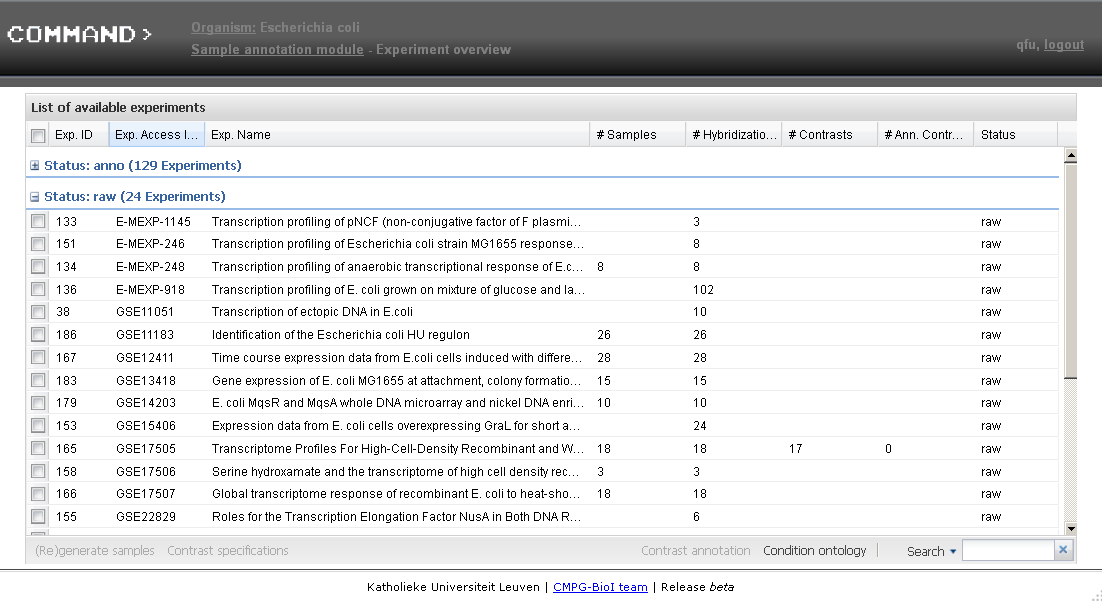 COMMAND >
Organism: Escherichia coli
Sample annotation module - Experiment overview
qfu, logout
List of available experiments
Exp. ID Exp. Access I... Exp. Name # Samples # Hybridizatio... # Contrasts # Ann. Contr... Status
Status: anno (129 Experiments)
Status: raw (24 Experiments)
133 E-MEXP-1145 Transcription profiling of pNCF (non-conjugative factor of F plasmi... 3 raw
151 E-MEXP-246 Transcription profiling of Escherichia coli strain MG1655 response... 8 raw
134 E-MEXP-248 Transcription profiling of anaerobic transcriptional response of E.c... 8 8 raw
136 E-MEXP-918 Transcription profiling of E. coli grown on mixture of glucose and la... 102 raw
38 GSE11051 Transcription of ectopic DNA in E.coli 10 raw
186 GSE11183 Identification of the Escherichia coli HU regulon 26 26 raw
167 GSE12411 Time course expression data from E.coli cells induced with differe... 28 28 raw
183 GSE13418 Gene expression of E. coli MG1655 at attachment, colony formatio... 15 15 raw
179 GSE14203 E. coli MqsR and MqsA whole DNA microarray and nickel DNA enri... 10 10 raw
153 GSE15406 Expression data from E. coli cells overexpressing GraL for short a... 24 raw
165 GSE17505 Transcriptome Profiles For High-Cell-Density Recombinant and W... 18 18 17 0 raw
158 GSE17506 Serine hydroxamate and the transcriptome of high cell density rec... 3 3 raw
166 GSE17507 Global transcriptome response of recombinant E. coli to heat-sho... 18 18 raw
155 GSE22829 Roles for the Transcription Elongation Factor NusA in Both DNA R... 6 raw
(Re)generate samples Contrast specifications Contrast annotation Condition ontology Search
Katholieke Universiteit Leuven | CMPG-BioI team | Release beta